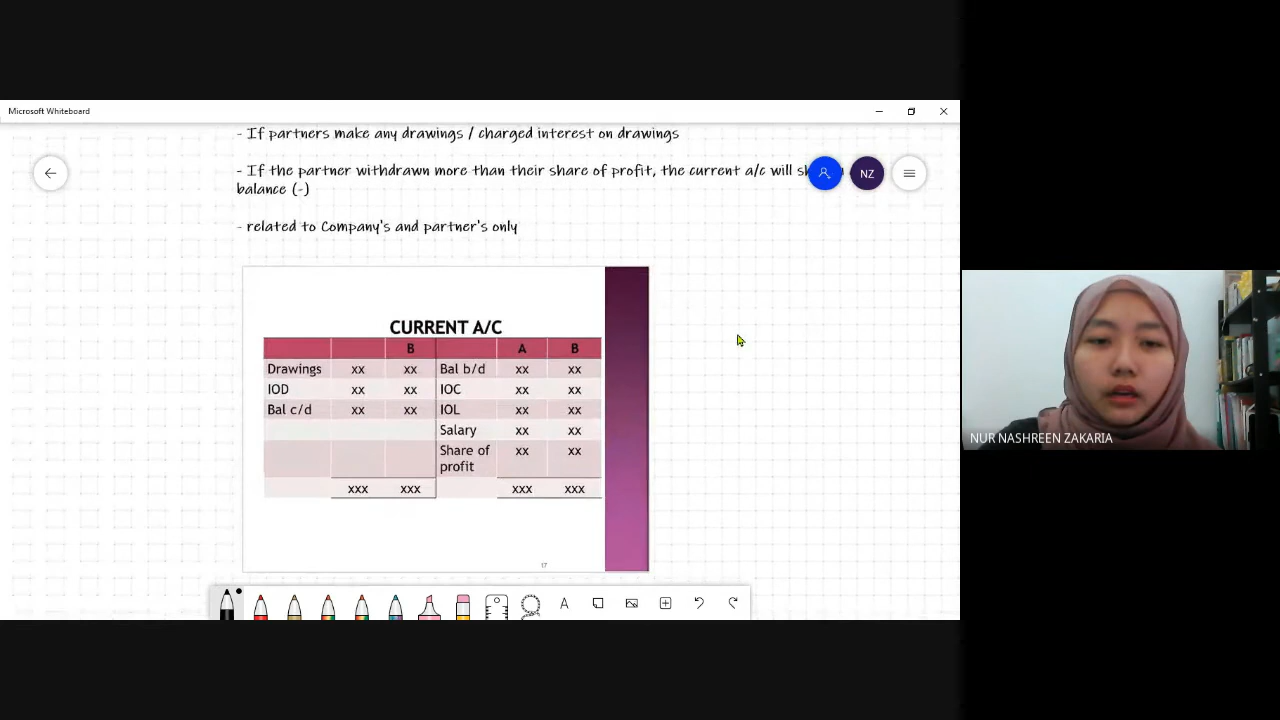 Microsoft Whiteboard
- If partners make any drawings / charged interest on drawings
- If the partner withdrawn more than their share of profit, the current a/c will
balance (-)
NZ
- related to Company's and partner's only
CURRENT A/C
B A B
Drawings xx xx Bal b/d xx xx
IOD xx xx IOC xx xx
Bal c/d xx xx IOL xx xx
Salary xx xx
Share of xx xx
profit
xxx xxx xxx xxx
17
NUR NASHREEN ZAKARIA
A